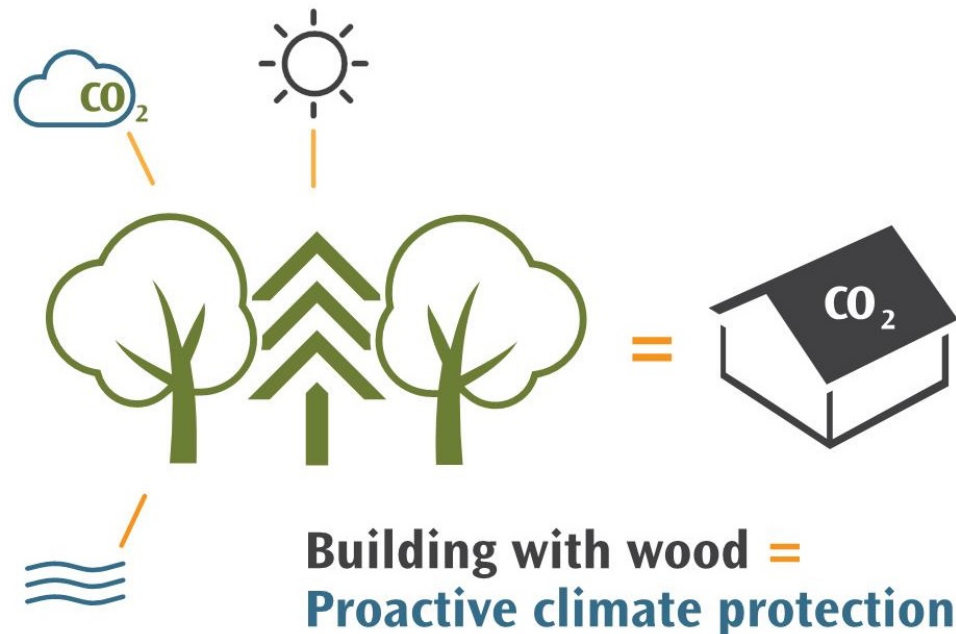 CO₂
CO₂
=
Building with wood =
Proactive climate protection